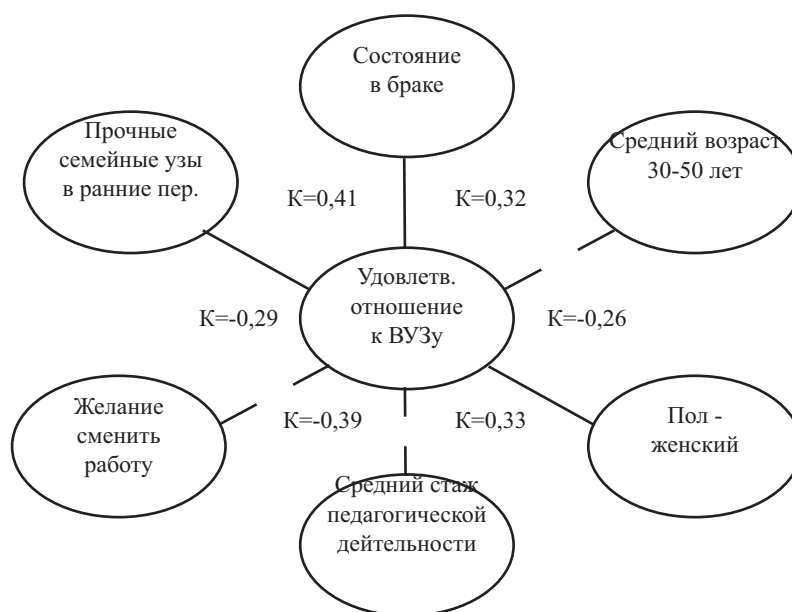 Состояние
в браке
Прочные
семейные узы
в ранние пер.
Средний возраст
30-50 лет
К=0,41
К=0,32
Удовлетв.
отношение
к ВУЗу
К=-0,29
К=-0,26
Желание
сменить
работу
К=-0,39
К=0,33
Пол -
женский
Средний стаж
педагогической
дейтельности